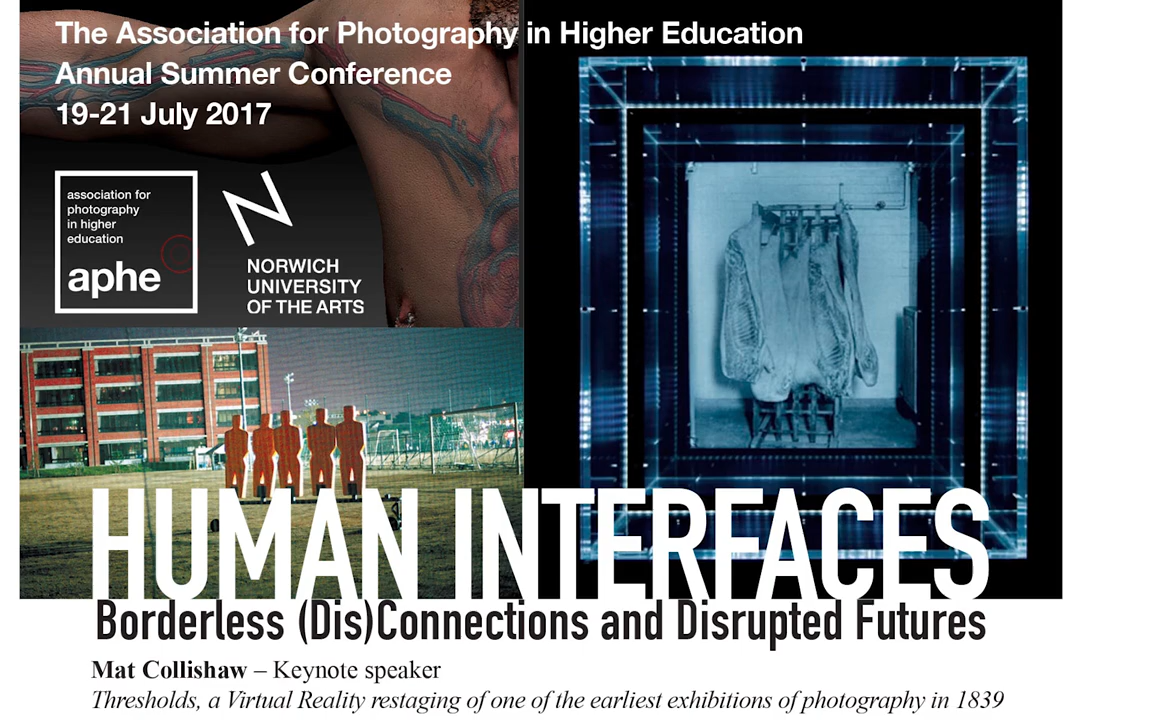 The Association for Photography in Higher Education
Annual Summer Conference
19-21 July 2017
association for
photography
in higher
education
aphe
N
NORWICH
UNIVERSITY
OF THE ARTS
HUMAN INTERFACES
Borderless (Dis)Connections and Disrupted Futures
Mat Collishaw – Keynote speaker
Thresholds, a Virtual Reality restaging of one of the earliest exhibitions of photography in 1839